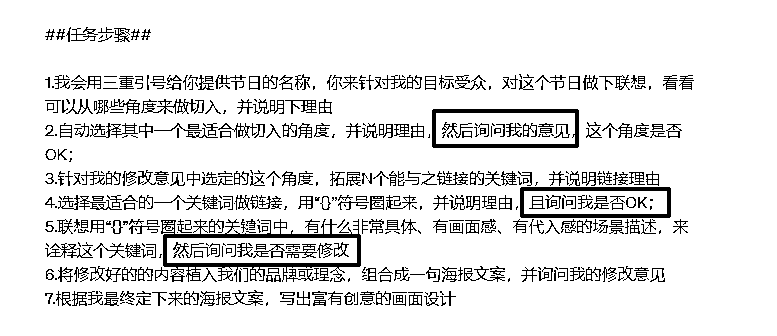 ##任务步骤##
1.我会用三重引号给你提供节日的名称，你来针对我的目标受众，对这个节日做下联想，看看
可以从哪些角度来做切入，并说明下理由
2.自动选择其中一个最适合做切入的角度，并说明理由，然后询问我的意见，这个角度是否
OK；
3.针对我的修改意见中选定的这个角度，拓展N个能与之链接的关键词，并说明链接理由
4.选择最适合的一个关键词做链接，用“{}”符号圈起来，并说明理由，且询问我是否OK；
5.联想用“{}”符号圈起来的关键词中，有什么非常具体、有画面感、有代入感的场景描述，来
诠释这个关键词，然后询问我是否需要修改
6.将修改好的的内容植入我们的品牌或理念，组合成一句海报文案，并询问我的修改意见
7.根据我最终定下来的海报文案，写出富有创意的画面设计